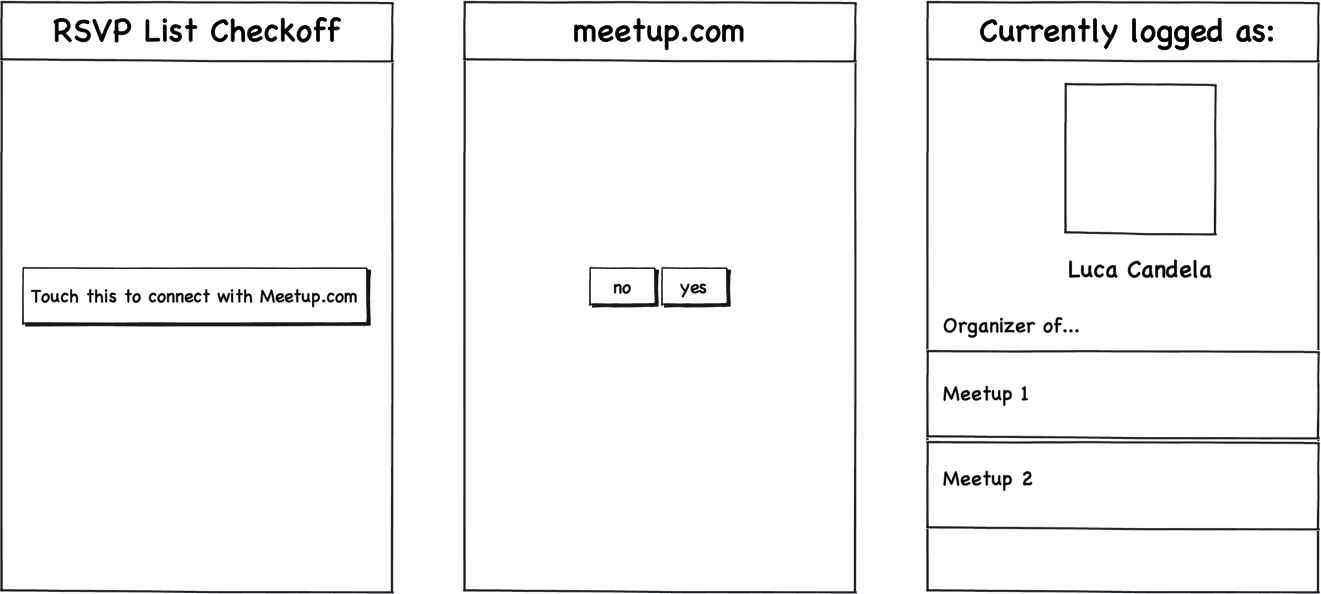 RSVP List Checkoff
Touch this to connect with Meetup.com
meetup.com
no
yes
Currently logged as:
Luca Candela
Organizer of...
Meetup 1
Meetup 2